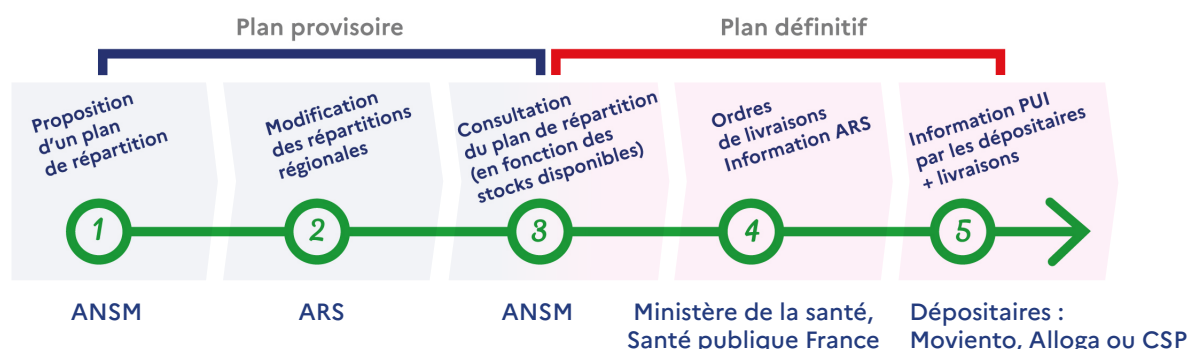 Plan provisoire
Plan définitif
Proposition
d'un plan
de répartition
Modification
des répartitions
régionales
Consultation
du plan de répartition
(en fonction des
stocks disponibles)
Ordres
de livraisons
Information ARS
Information PUI
par les dépositaires
+ livraisons
1
2
3
4
5
ANSM
ARS
ANSM
Ministère de la santé,
Santé publique France
Dépositaires :
Moviento, Alloga ou CSP